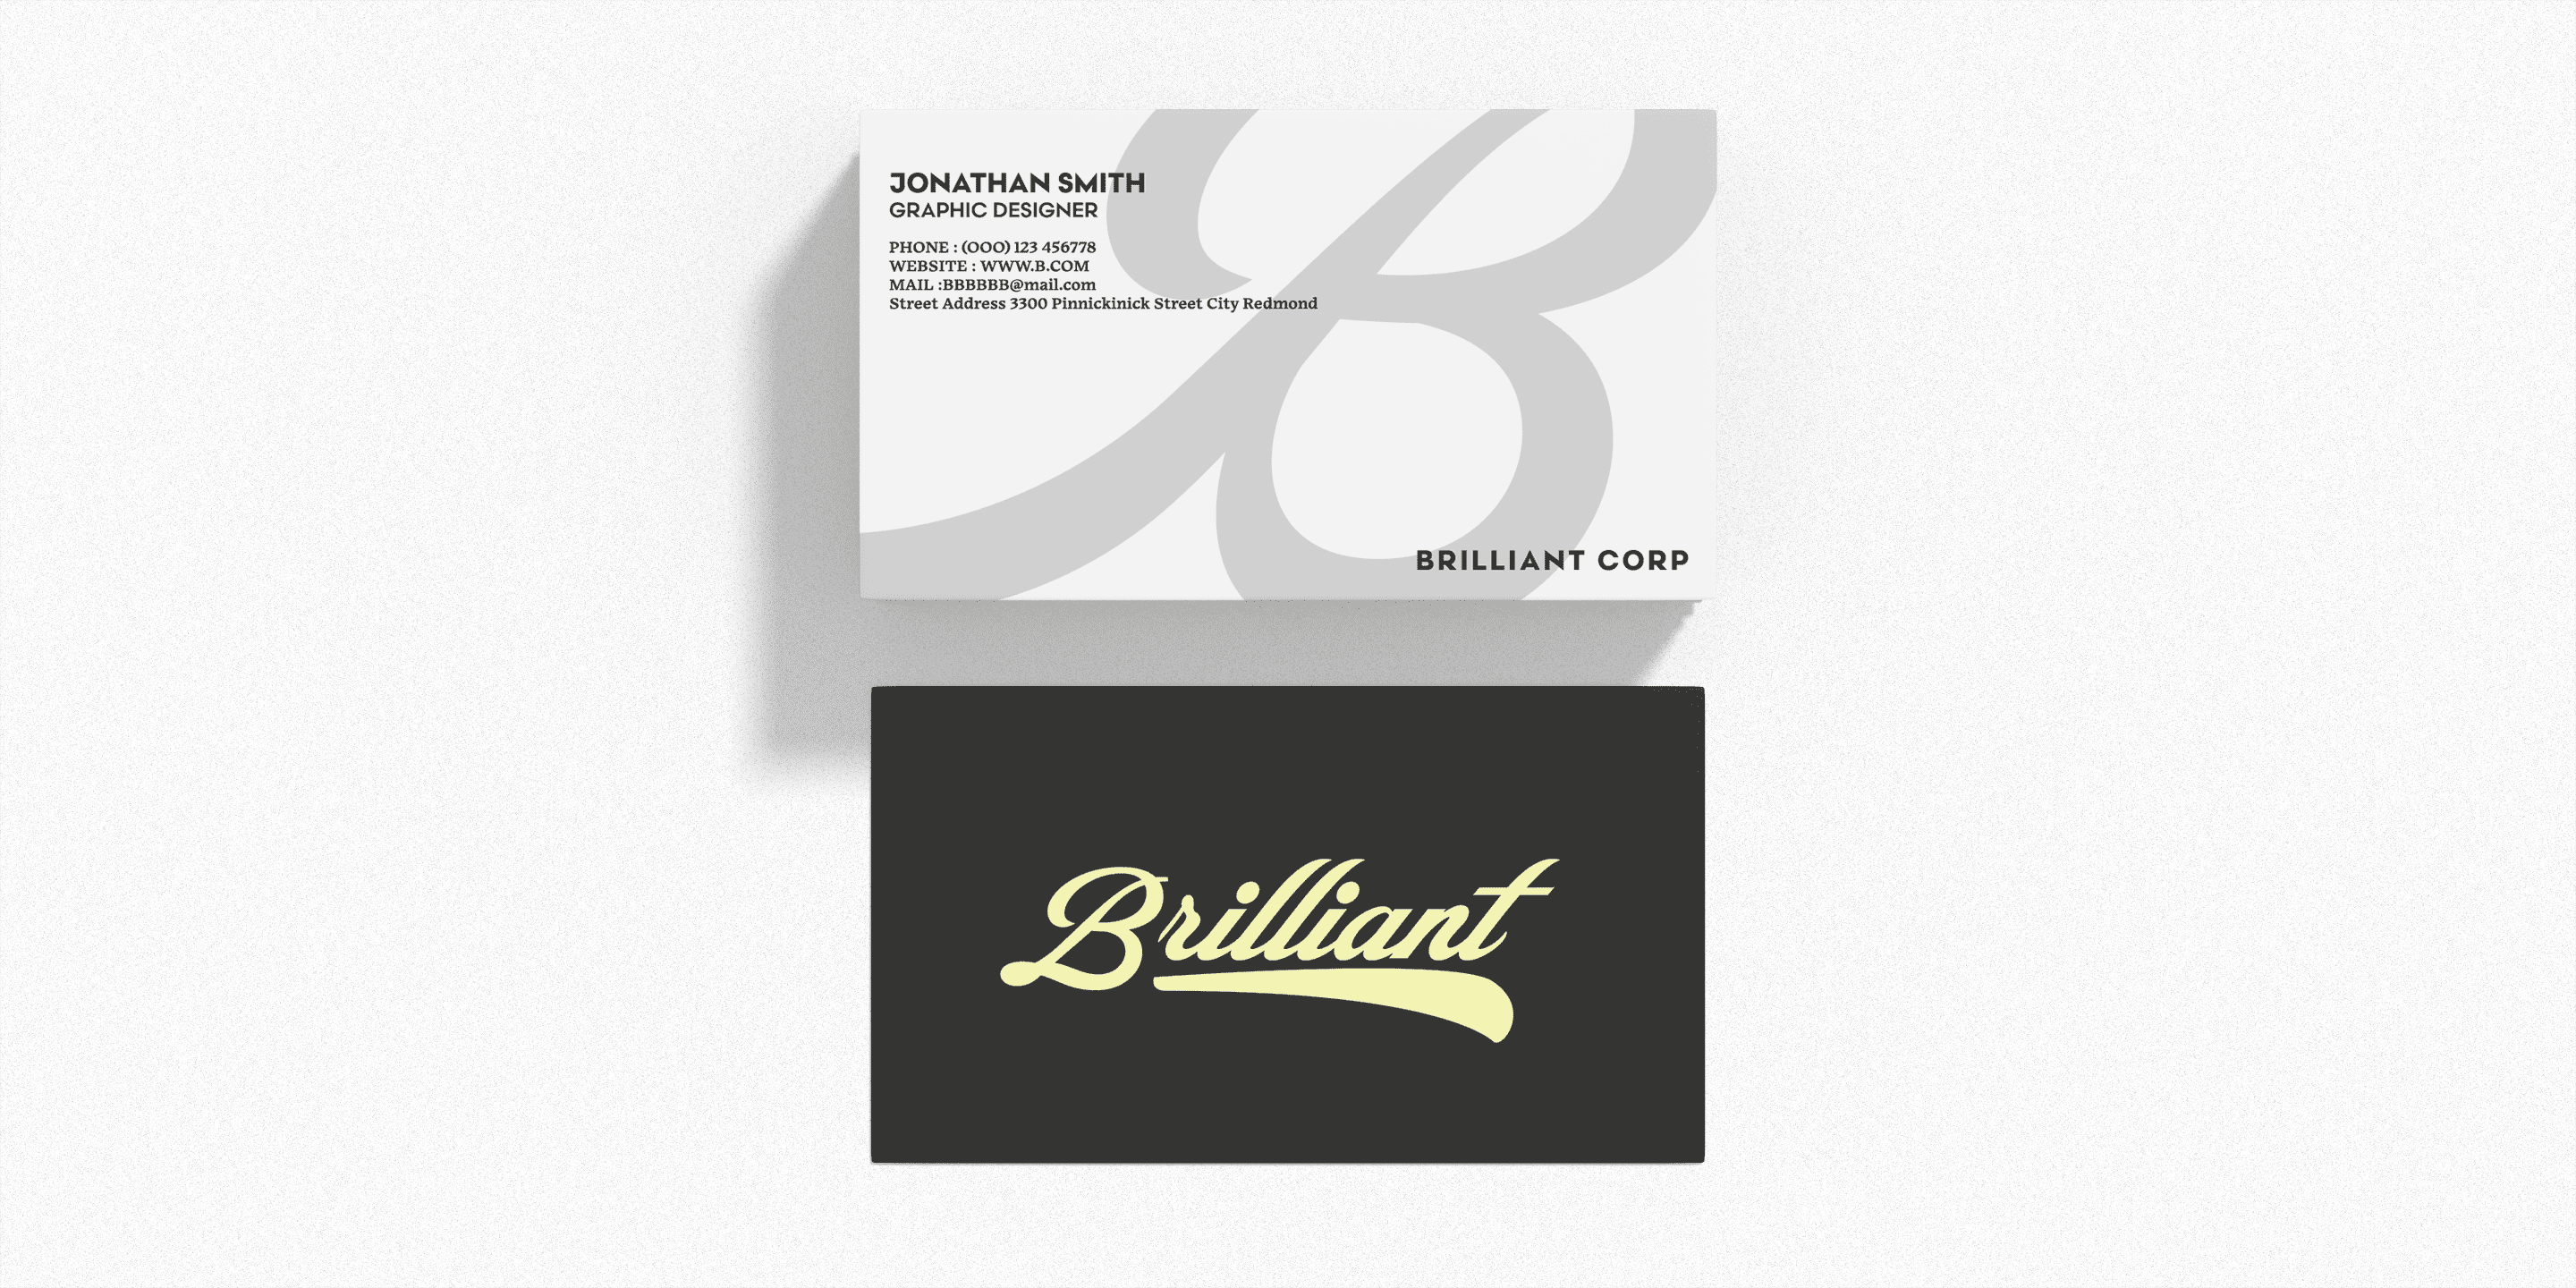 JONATHAN SMITH
GRAPHIC DESIGNER
PHONE : (OOO) 123 456778
WEBSITE : WWW.B.COM
MAIL :BBBBBB@mail.com
Street Address 3300 Pinnickinick Street City Redmond
BRILLIANT CORP
Brilliant